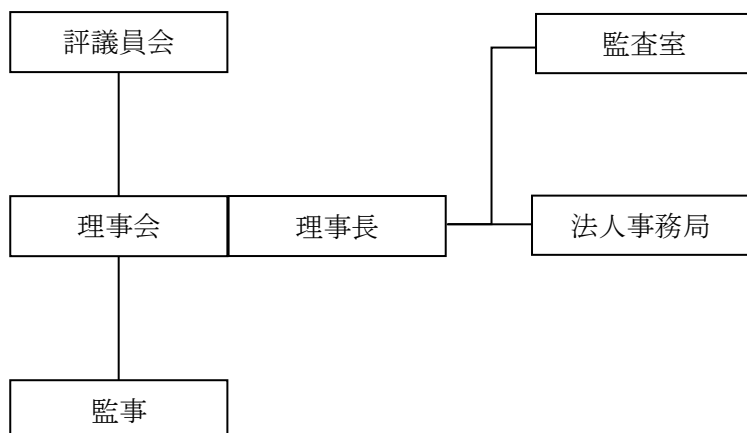 評議員会
監査室
理事会
理事長
法人事務局
監事